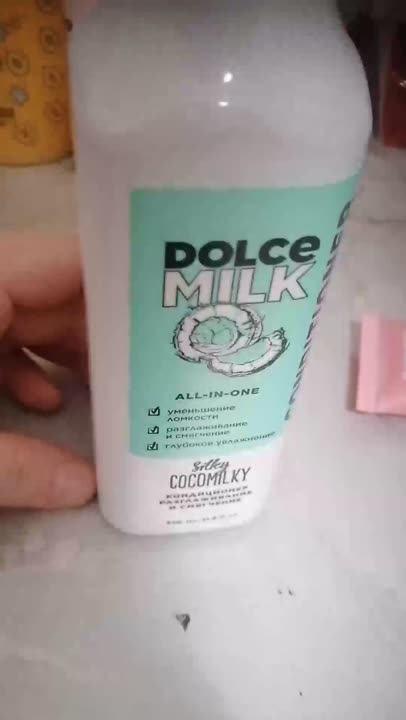 DOLCE
MILK
ALL-IN-ONE
уменьшение
ломкости
разглаживание
и смягчение
глубокое увлажнение
Silky
COCOMILKY
КОНДИЦИОНЕР
РАЗГЛАЖИВАНИЕ
И СМЯГЧЕНИЕ